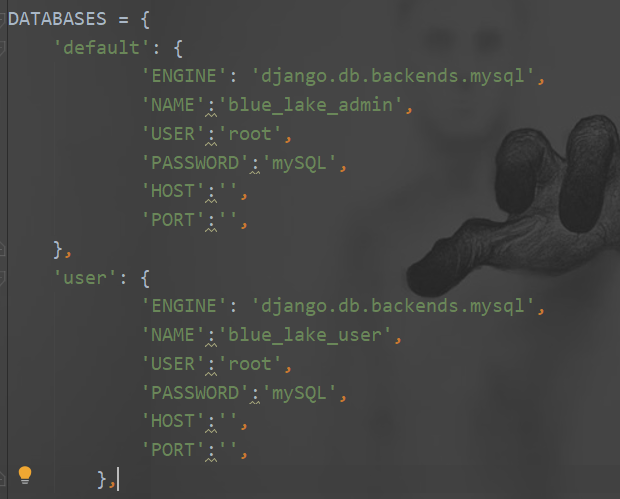 DATABASES = {
    'default': {
            'ENGINE': 'django.db.backends.mysql',
            'NAME':'blue_lake_admin',
            'USER':'root',
            'PASSWORD':'mySQL',
            'HOST':'',
            'PORT':'',
    },
    'user': {
            'ENGINE': 'django.db.backends.mysql',
            'NAME':'blue_lake_user',
            'USER':'root',
            'PASSWORD':'mySQL',
            'HOST':'',
            'PORT':'',
        },